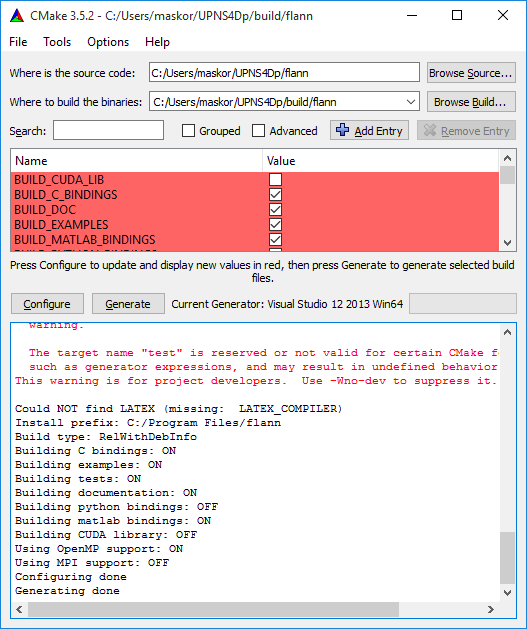 CMake 3.5.2 - C:/Users/maskor/UPNS4Dp/build/flann
File Tools Options Help
Where is the source code: C:/Users/maskor/UPNS4Dp/flann Browse Source...
Where to build the binaries: C:/Users/maskor/UPNS4Dp/build/flann Browse Build...
Search: Grouped Advanced Add Entry Remove Entry
Name Value
BUILD_CUDA_LIB
BUILD_C_BINDINGS
BUILD_DOC
BUILD_EXAMPLES
BUILD_MATLAB_BINDINGS
BUILD_PYTHON_BINDINGS
Press Configure to update and display new values in red, then press Generate to generate selected build
files.
Configure Generate Current Generator: Visual Studio 12 2013 Win64
warning.
The target name "test" is reserved or not valid for certain CMake fe
such as generator expressions, and may result in undefined behavior
This warning is for project developers. Use -Wno-dev to suppress it.
Could NOT find LATEX (missing: LATEX_COMPILER)
Install prefix: C:/Program Files/flann
Build type: RelWithDebInfo
Building C bindings: ON
Building examples: ON
Building tests: ON
Building documentation: ON
Building python bindings: OFF
Building matlab bindings: ON
Building CUDA library: OFF
Using OpenMP support: ON
Using MPI support: OFF
Configuring done
Generating done